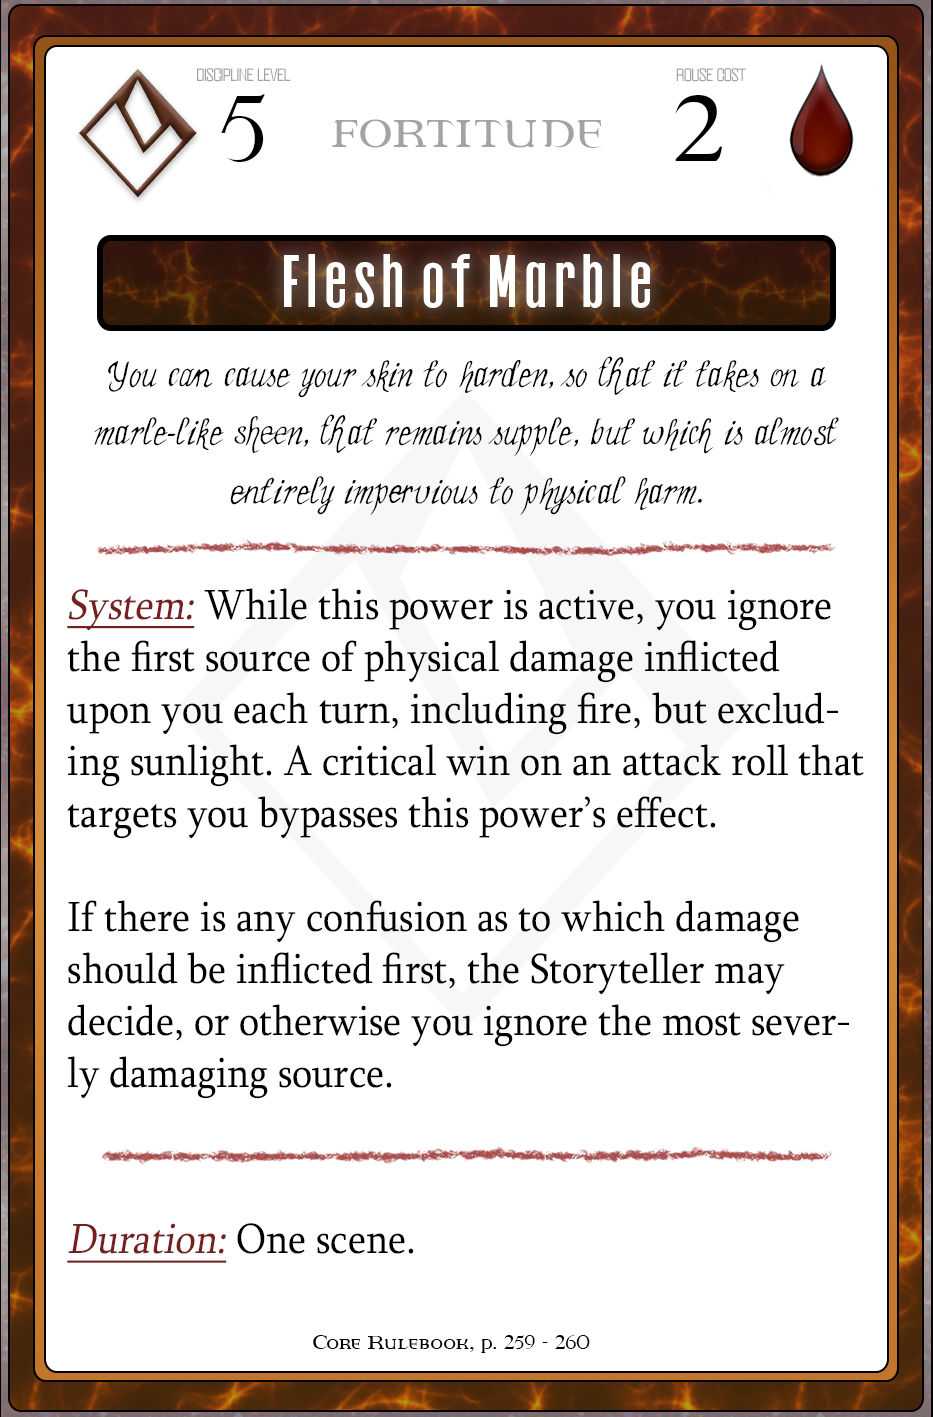 DISCIPLINE LEVEL
5
FORTITUDE
ROUSE COST
2
Flesh of Marble
You can cause your skin to harden, so that it takes on a
marle-like sheen, that remains supple, but which is almost
entirely impervious to physical harm.
System: While this power is active, you ignore
the first source of physical damage inflicted
upon you each turn, including fire, but exclud-
ing sunlight. A critical win on an attack roll that
targets you bypasses this power’s effect.
If there is any confusion as to which damage
should be inflicted first, the Storyteller may
decide, or otherwise you ignore the most sever-
ly damaging source.
Duration: One scene.
Core Rulebook, p. 259 - 260